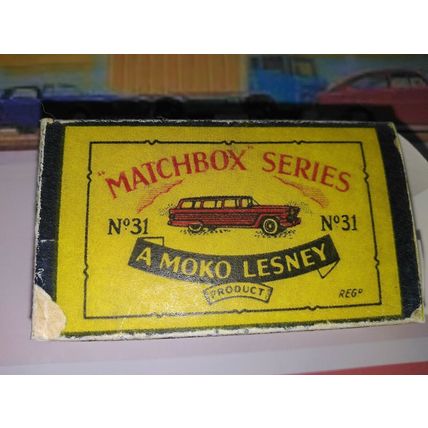 "MATCHBOX" SERIES
Nº31 Nº31
A MOKO LESNEY
PRODUCT
REGD